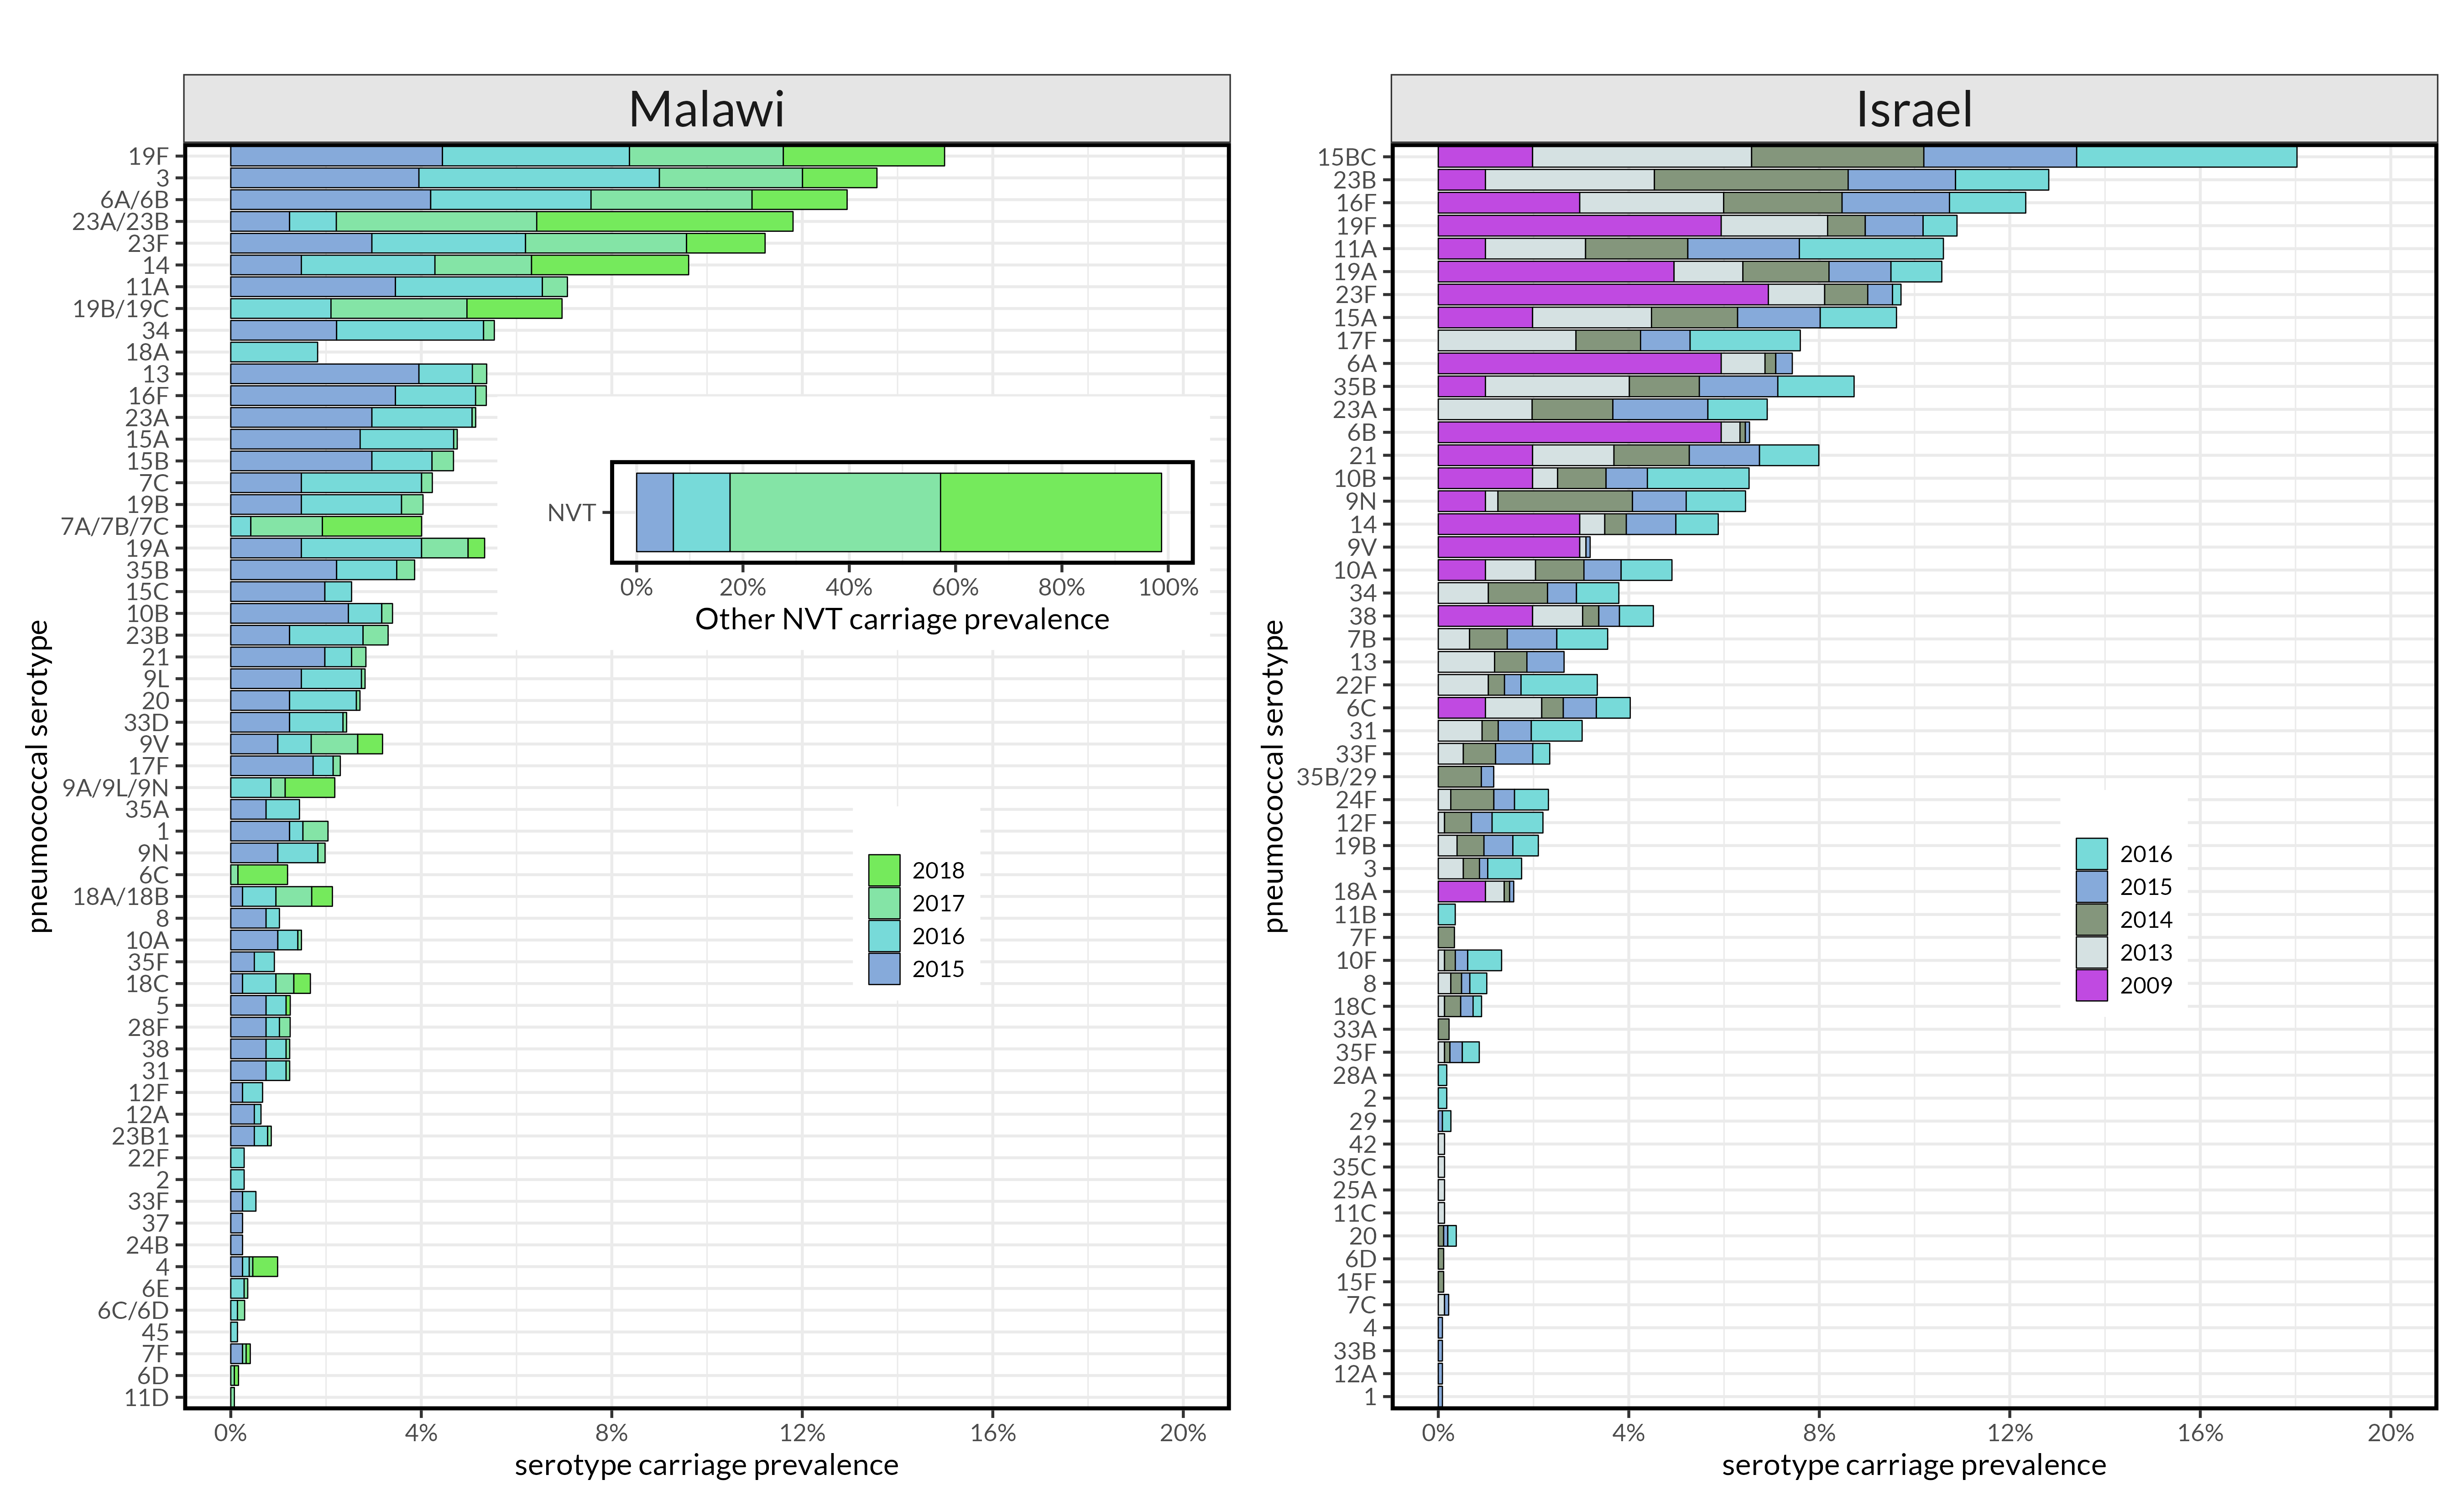 Malawi
19F
3
6A/6B
23A/23B
23F
14
11A
19B/19C
34
18A
13
16F
23A
15A
15B
7C
19B
7A/7B/7C
19A
35B
15C
10B
23B
21
9L
20
33D
9V
17F
9A/9L/9N
35A
1
9N
6C
18A/18B
8
10A
35F
18C
5
28F
38
31
12F
12A
23B1
22F
2
33F
37
24B
4
6E
6C/6D
45
7F
6D
11D
0% 4% 8% 12% 16% 20%
serotype carriage prevalence
pneumococcal serotype
NVT
0% 20% 40% 60% 80% 100%
Other NVT carriage prevalence
2018
2017
2016
2015
Israel
15BC
23B
16F
19F
11A
19A
23F
15A
17F
6A
35B
23A
6B
21
10B
9N
14
9V
10A
34
38
7B
13
22F
6C
31
33F
35B/29
24F
12F
19B
3
18A
11B
7F
10F
8
18C
33A
35F
28A
2
29
42
35C
25A
11C
20
6D
15F
7C
4
33B
12A
1
0% 4% 8% 12% 16% 20%
serotype carriage prevalence
pneumococcal serotype
2016
2015
2014
2013
2009